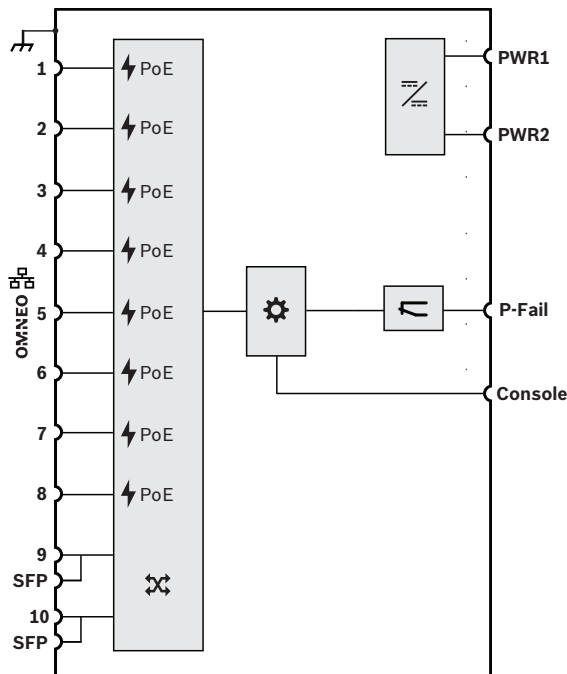 1 PoE
2 PoE
3 PoE
4 PoE
5 PoE
6 PoE
7 PoE
8 PoE
9
SFP
10
SFP
OMNEO
PWR1
PWR2
P-Fail
Console